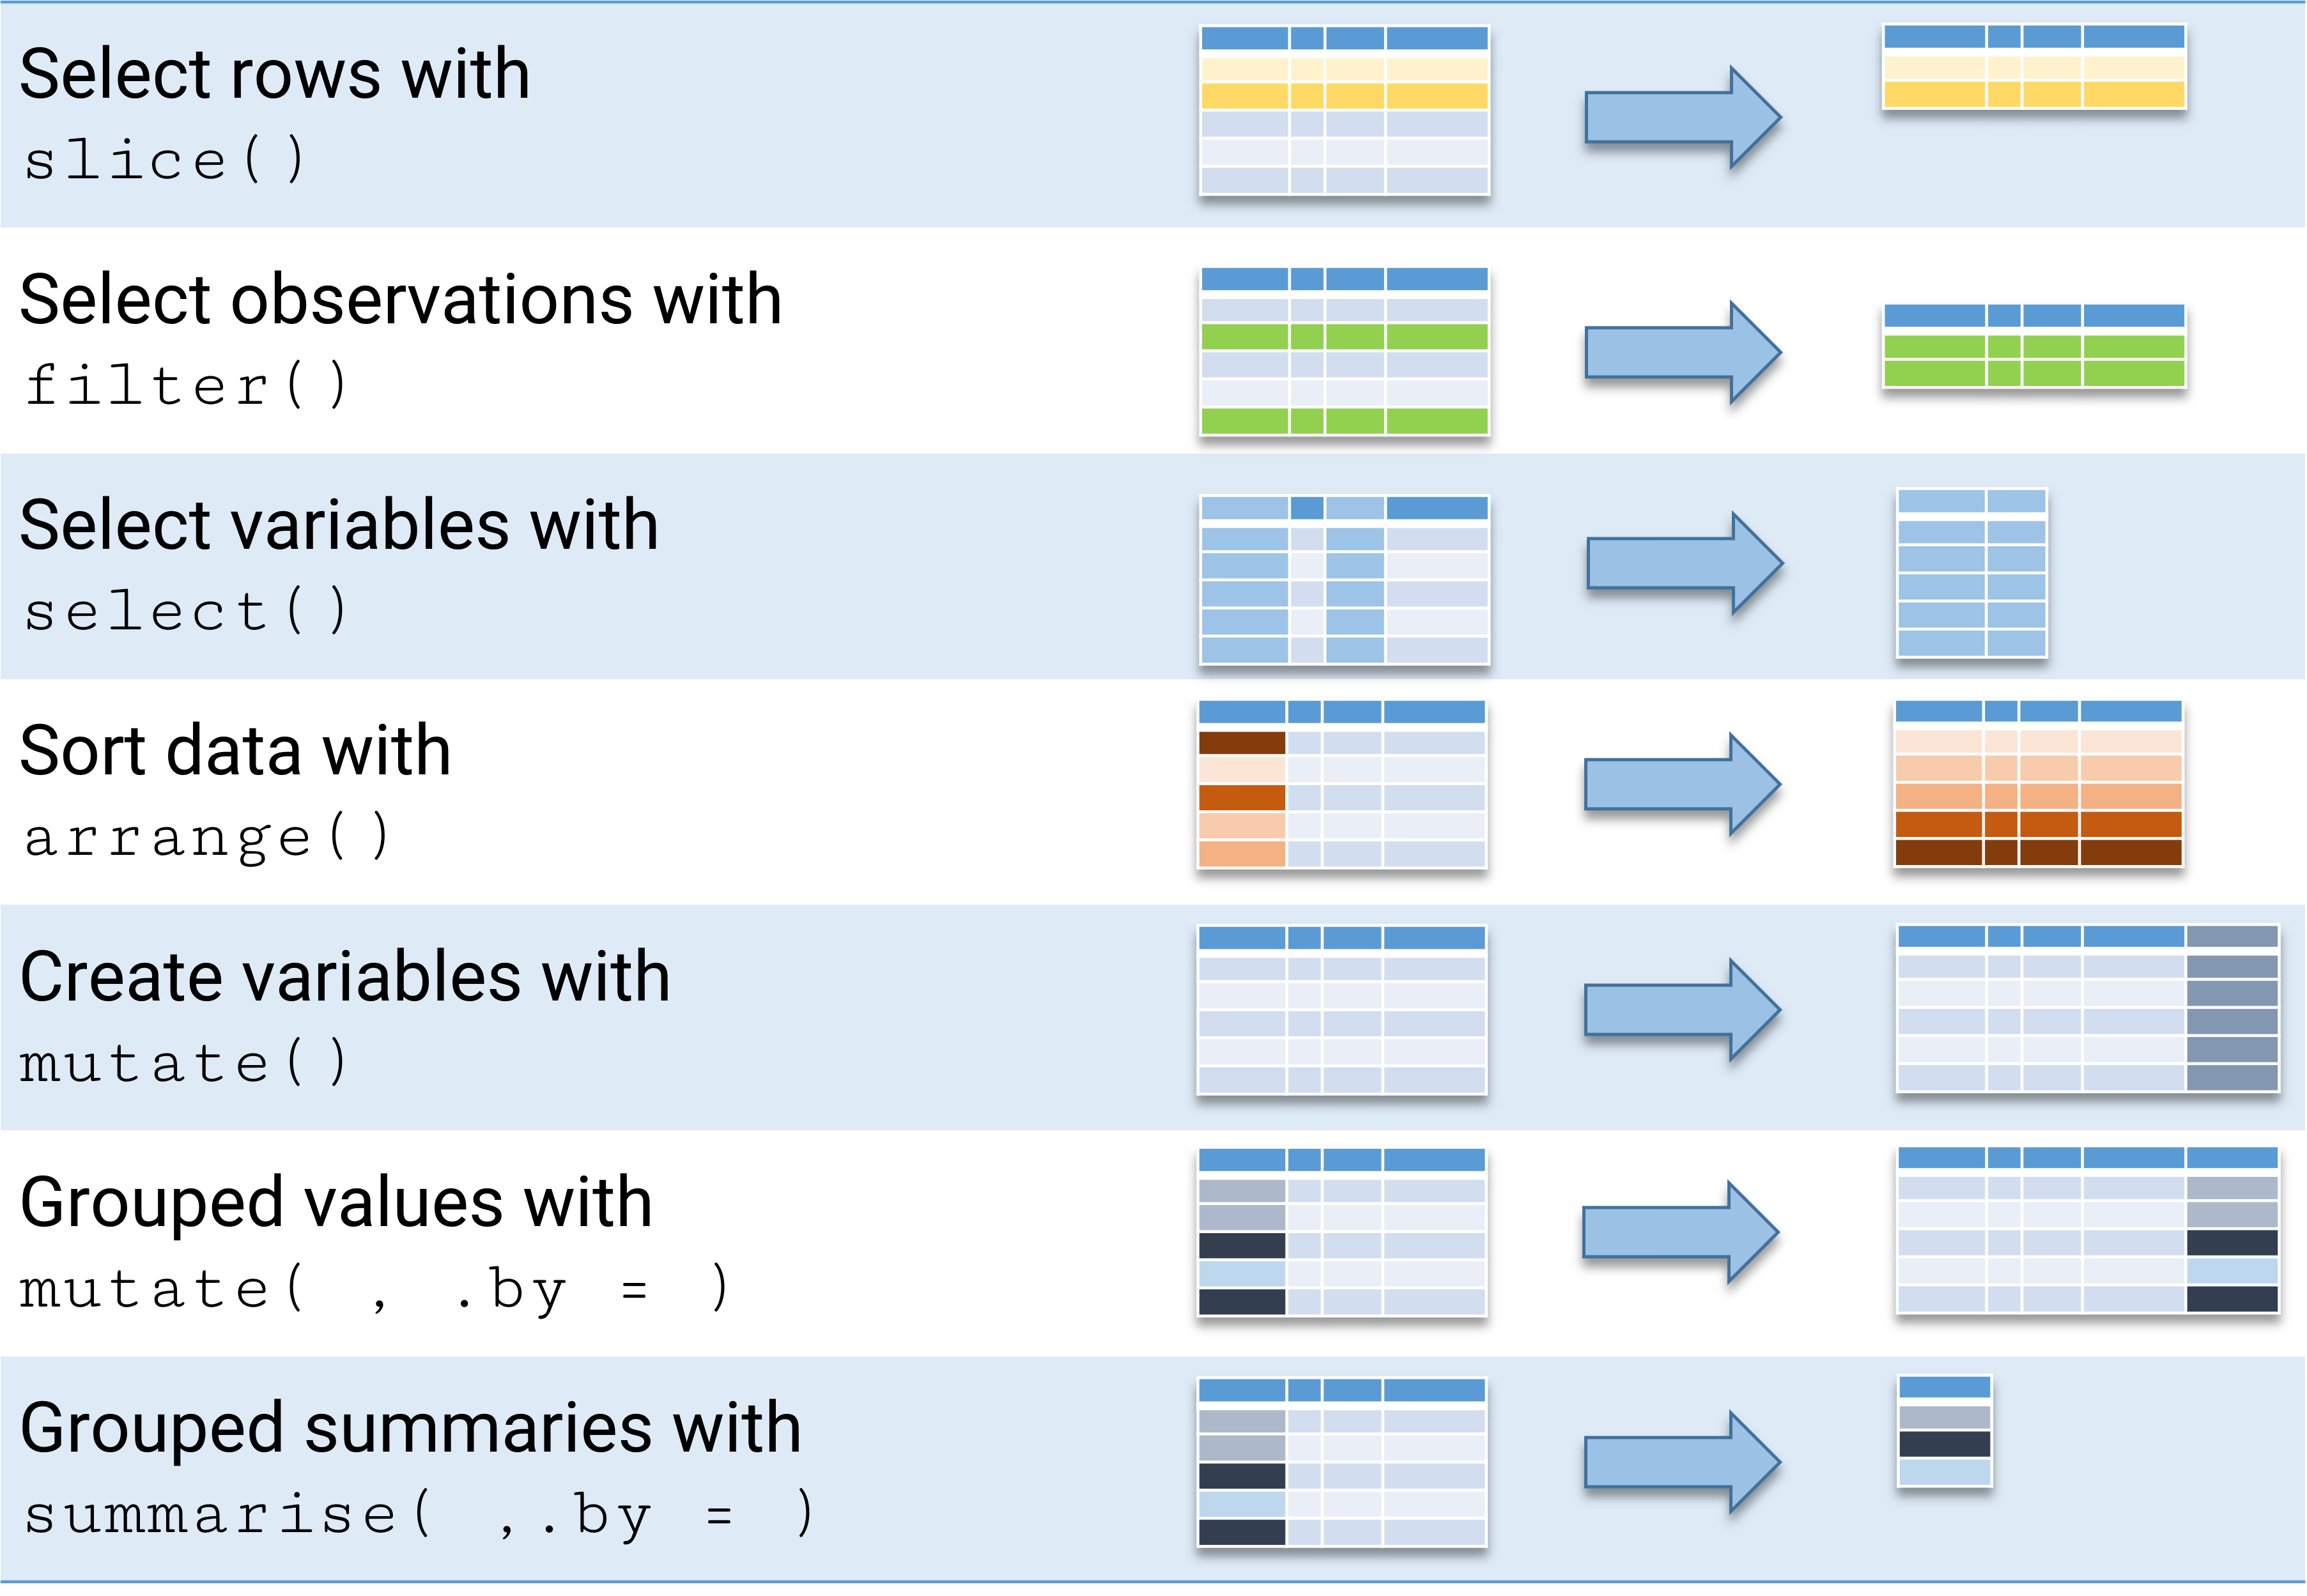 Select rows with
slice()
Select observations with
filter()
Select variables with
select()
Sort data with
arrange()
Create variables with
mutate()
Grouped values with
mutate( , .by = )
Grouped summaries with
summarise( ,.by = )